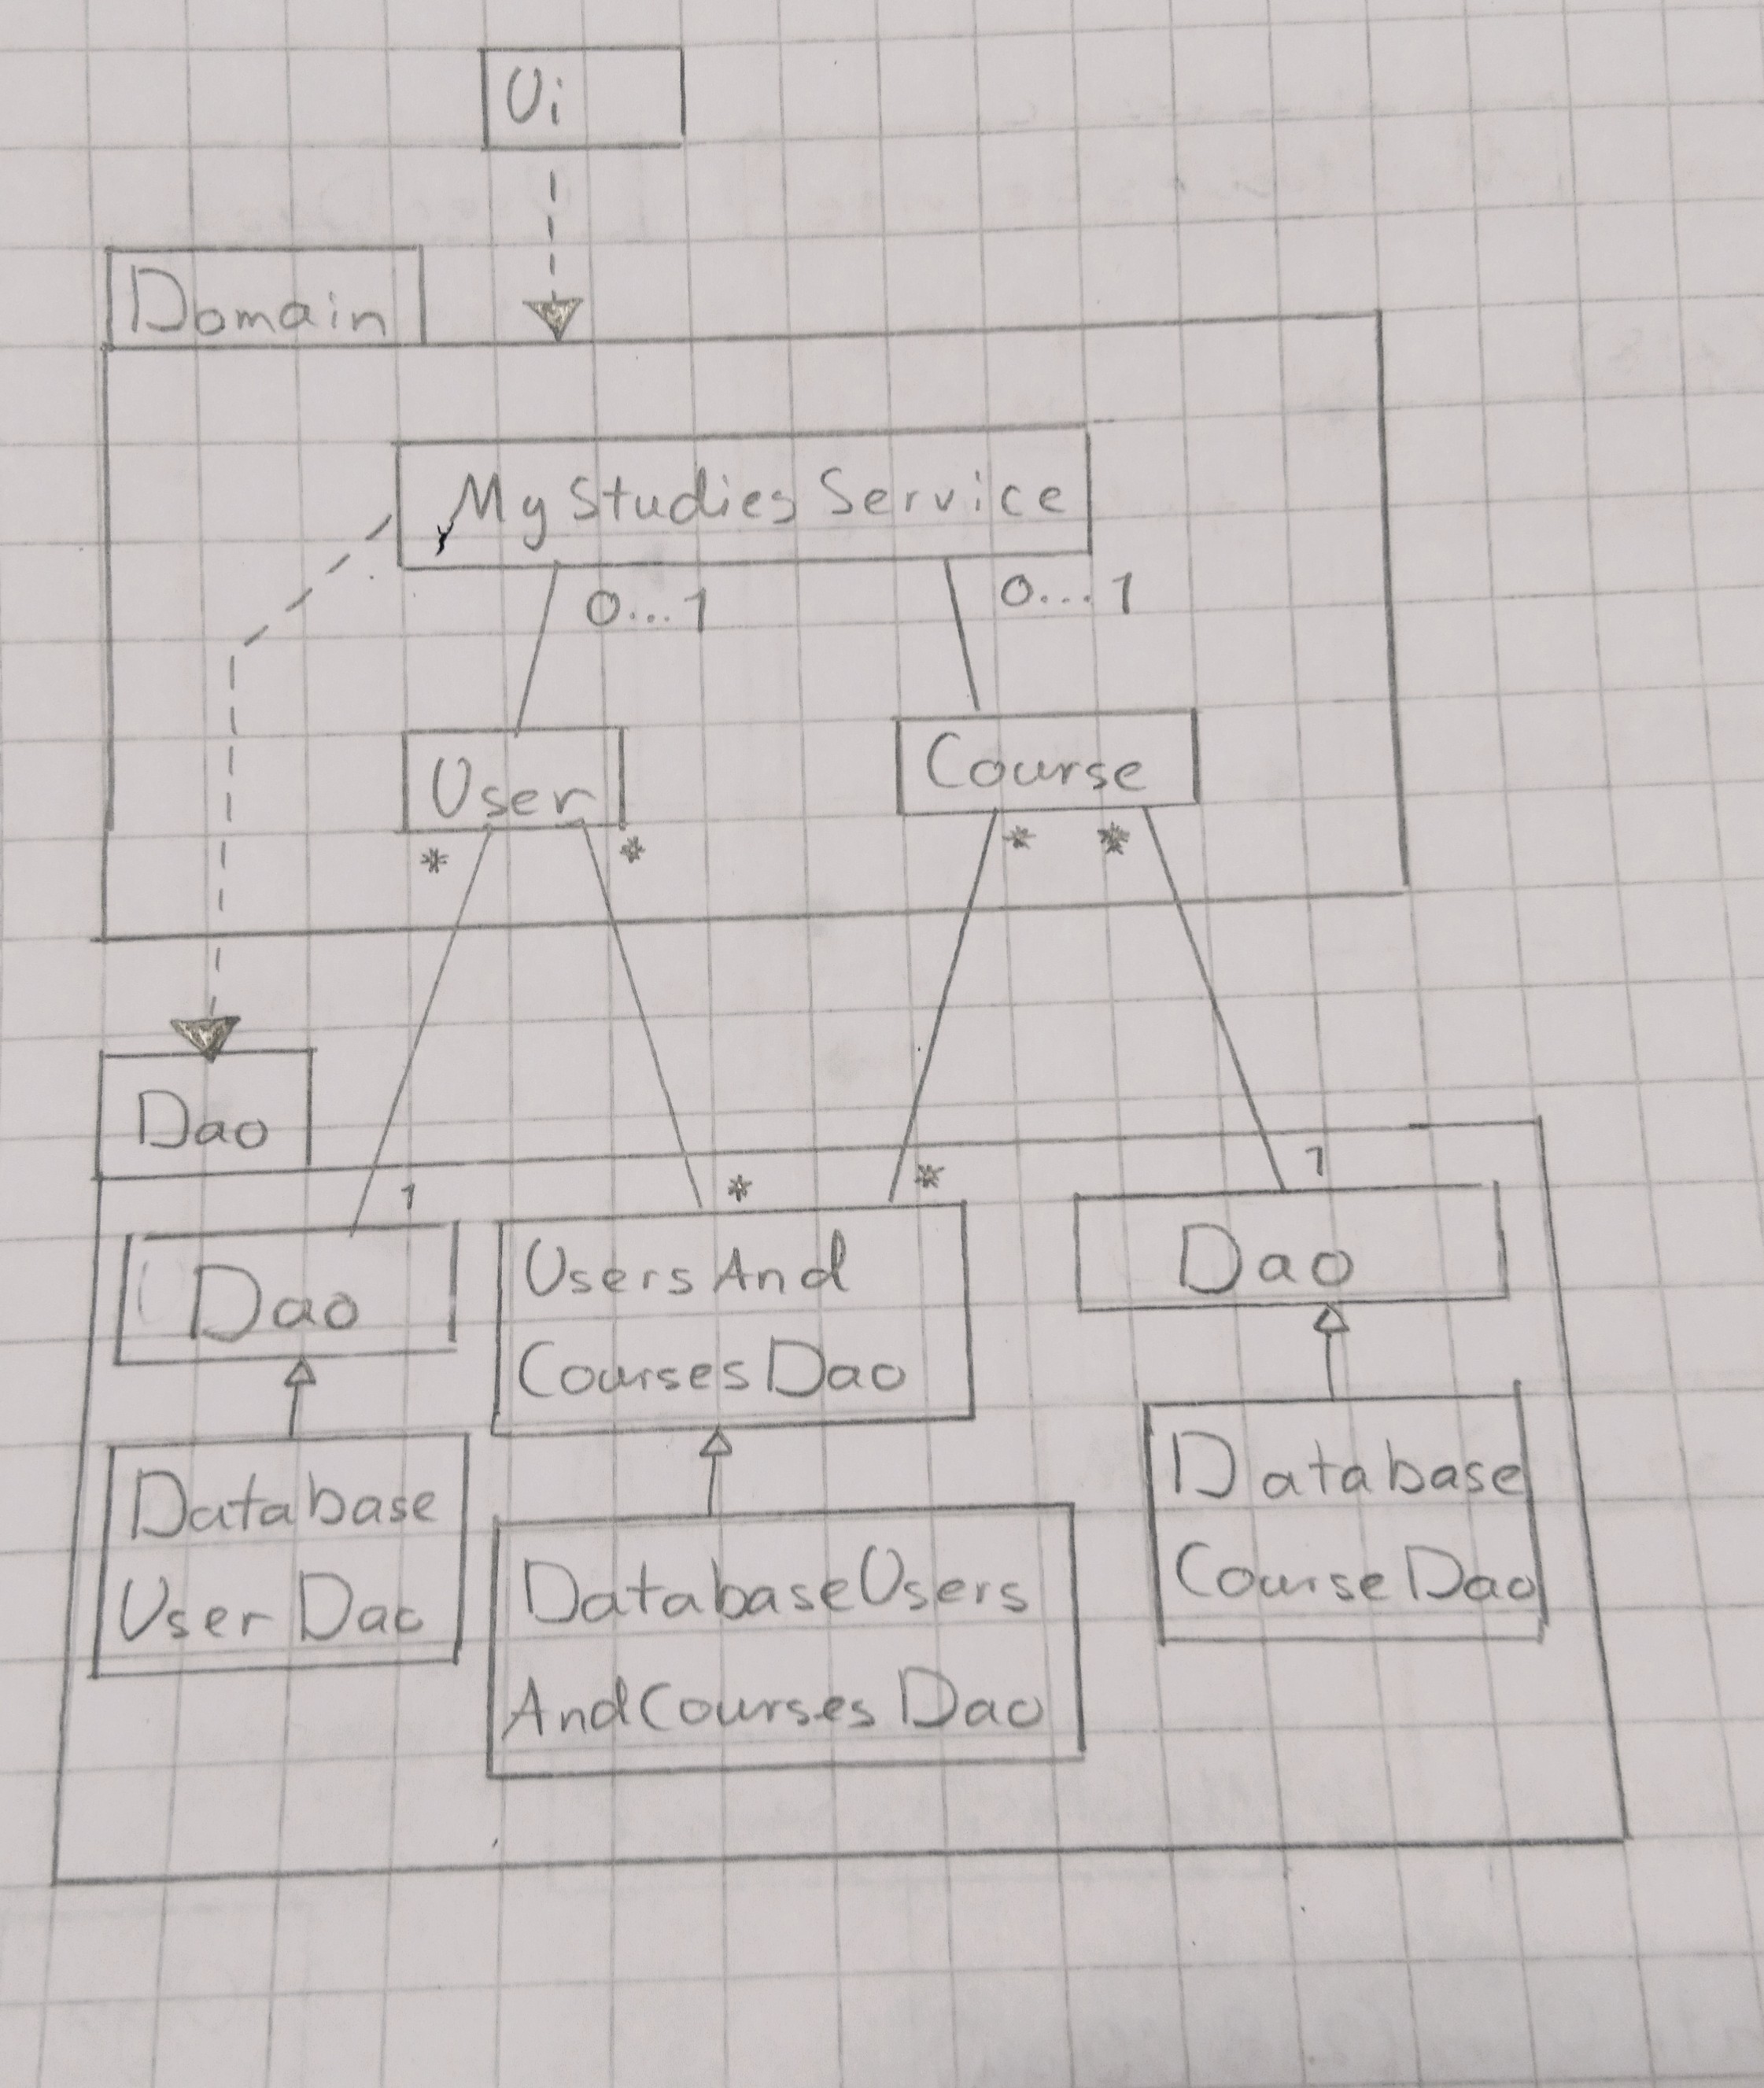 Ui
Domain
MyStudiesService
0...1
0...1
User
Course
*
*
*
*
Dao
1
*
*
1
Dao
UsersAnd
CoursesDao
Dao
Database
UserDao
DatabaseUsers
AndCoursesDao
Database
CourseDao